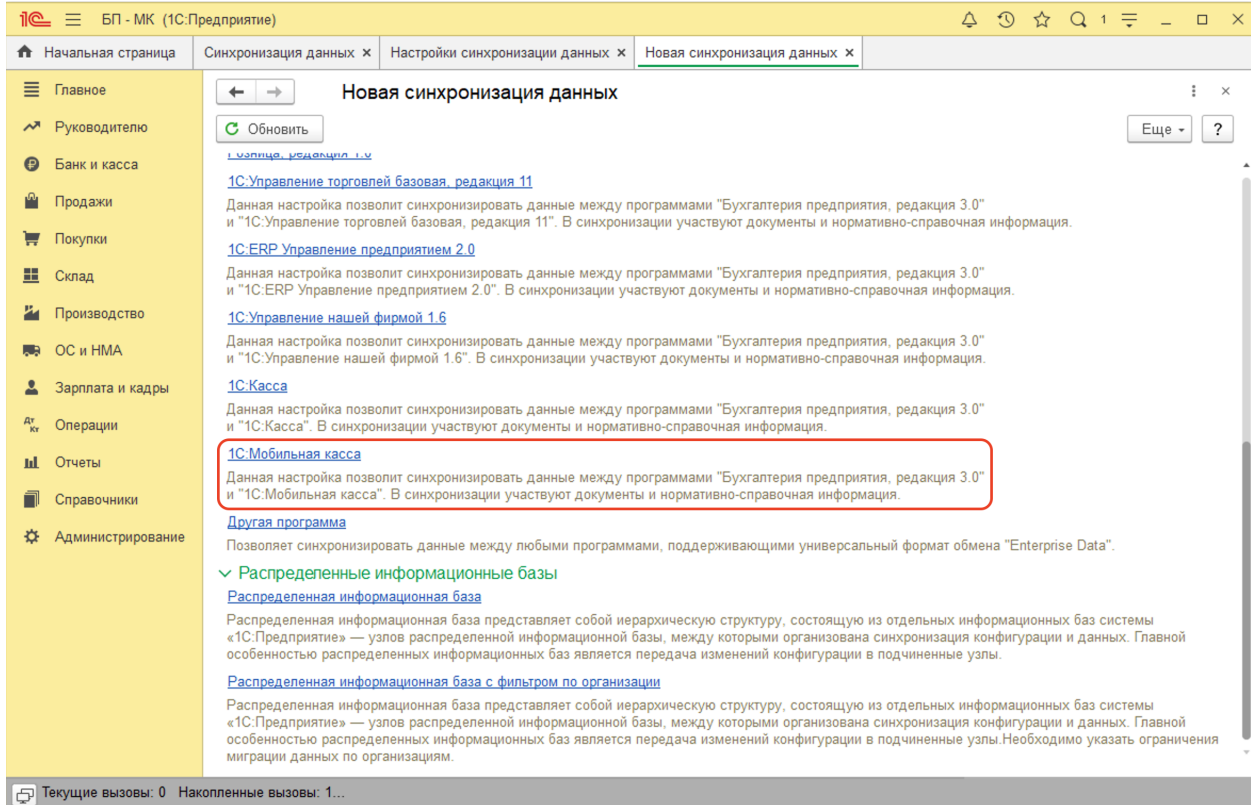 1С БП - МК (1С:Предприятие) 1
Начальная страница Синхронизация данных × Настройки синхронизации данных × Новая синхронизация данных ×
Главное
Руководителю
Банк и касса
Продажи
Покупки
Склад
Производство
ОС и НМА
Зарплата и кадры
Дт Кт Операции
Отчеты
Справочники
Администрирование
Новая синхронизация данных
Обновить Еще ?
Розница, редакция 1.0
1С:Управление торговлей базовая, редакция 11
Данная настройка позволит синхронизировать данные между программами "Бухгалтерия предприятия, редакция 3.0"
и "1С:Управление торговлей базовая, редакция 11". В синхронизации участвуют документы и нормативно-справочная информация.
1С:ERP Управление предприятием 2.0
Данная настройка позволит синхронизировать данные между программами "Бухгалтерия предприятия, редакция 3.0"
и "1С:ERP Управление предприятием 2.0". В синхронизации участвуют документы и нормативно-справочная информация.
1С:Управление нашей фирмой 1.6
Данная настройка позволит синхронизировать данные между программами "Бухгалтерия предприятия, редакция 3.0"
и "1С:Управление нашей фирмой 1.6". В синхронизации участвуют документы и нормативно-справочная информация.
1С:Касса
Данная настройка позволит синхронизировать данные между программами "Бухгалтерия предприятия, редакция 3.0"
и "1С:Касса". В синхронизации участвуют документы и нормативно-справочная информация.
1С:Мобильная касса
Данная настройка позволит синхронизировать данные между программами "Бухгалтерия предприятия, редакция 3.0"
и "1С:Мобильная касса". В синхронизации участвуют документы и нормативно-справочная информация.
Другая программа
Позволяет синхронизировать данные между любыми программами, поддерживающими универсальный формат обмена "Enterprise Data".
Распределенные информационные базы
Распределенная информационная база
Распределенная информационная база представляет собой иерархическую структуру, состоящую из отдельных информационных баз системы
«1С:Предприятие» — узлов распределенной информационной базы, между которыми организована синхронизация конфигурации и данных. Главной
особенностью распределенных информационных баз является передача изменений конфигурации в подчиненные узлы.
Распределенная информационная база с фильтром по организации
Распределенная информационная база представляет собой иерархическую структуру, состоящую из отдельных информационных баз системы
«1С:Предприятие» — узлов распределенной информационной базы, между которыми организована синхронизация конфигурации и данных. Главной
особенностью распределенных информационных баз является передача изменений конфигурации в подчиненные узлы.Необходимо указать ограничения
миграции данных по организациям.
Текущие вызовы: 0 Накопленные вызовы: 1...